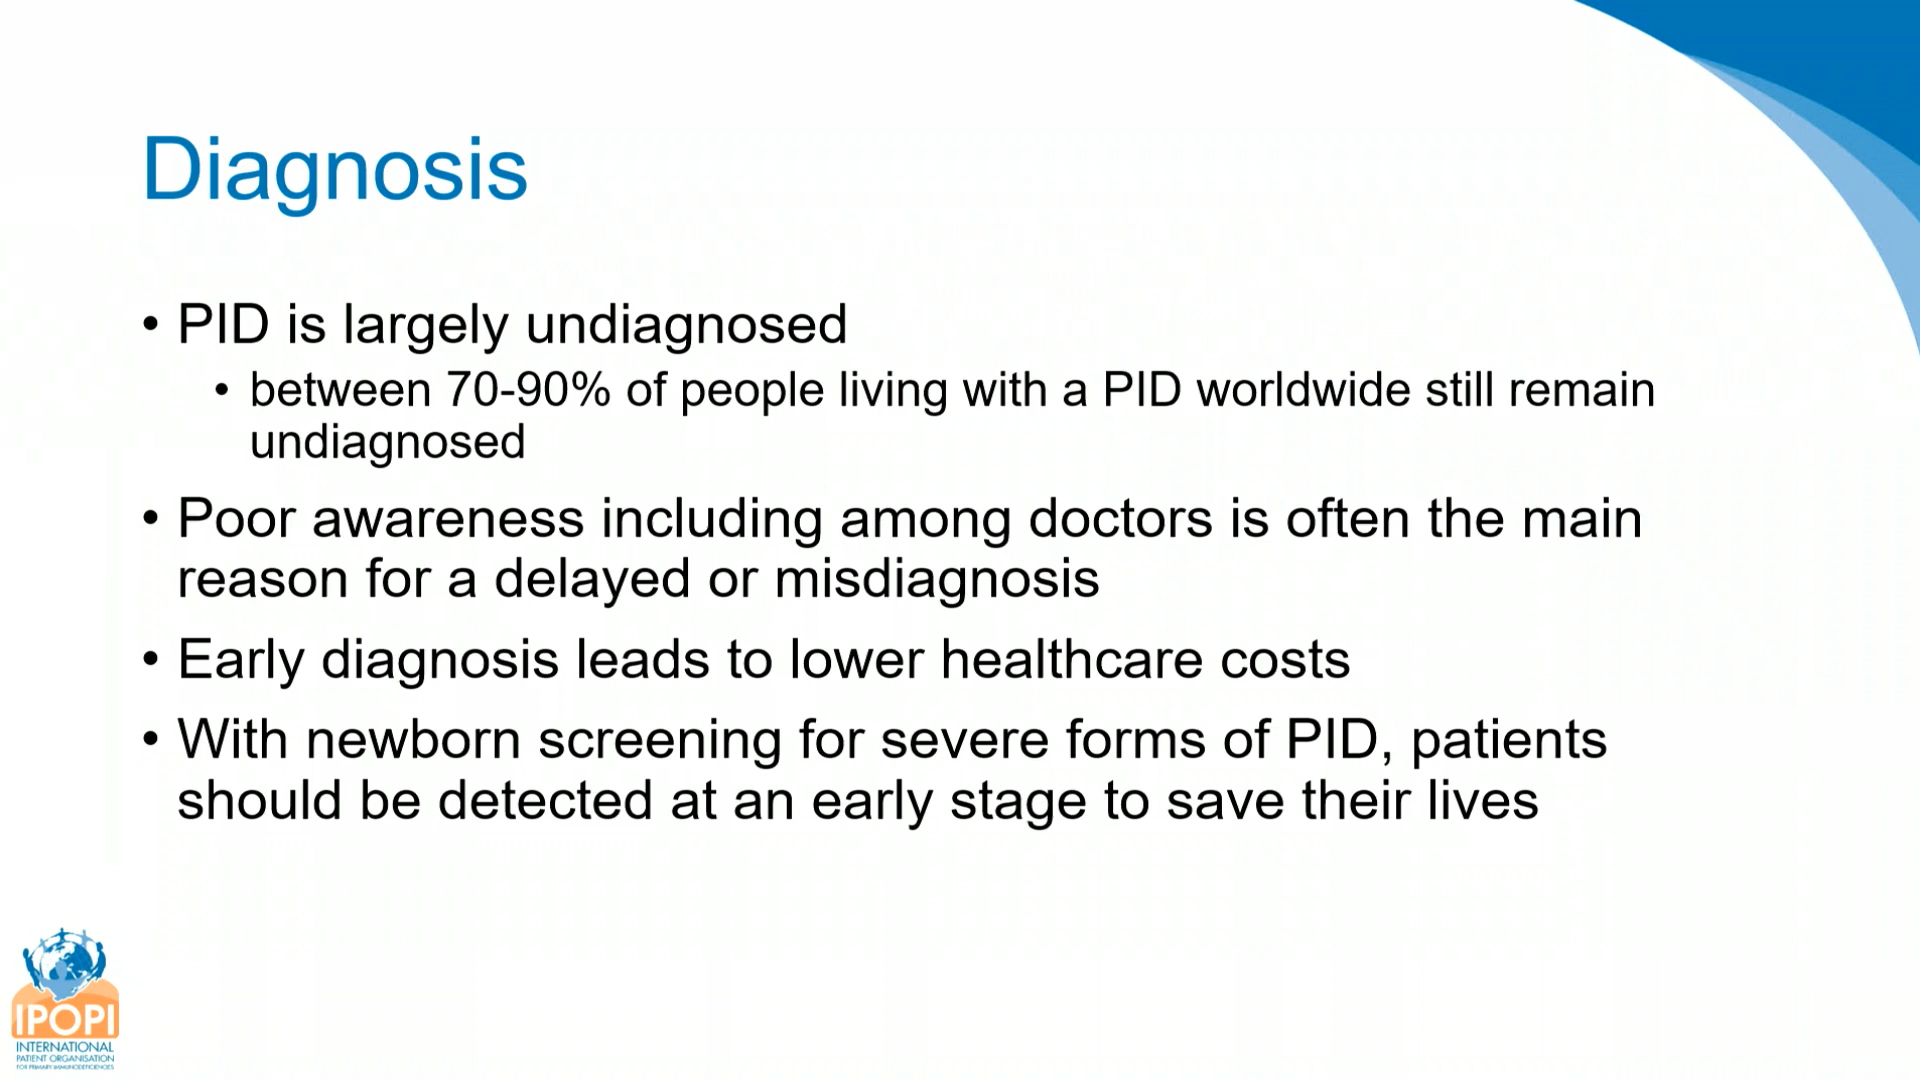 Diagnosis
• PID is largely undiagnosed
• between 70-90% of people living with a PID worldwide still remain
undiagnosed
• Poor awareness including among doctors is often the main
reason for a delayed or misdiagnosis
• Early diagnosis leads to lower healthcare costs
• With newborn screening for severe forms of PID, patients
should be detected at an early stage to save their lives
IPOPI
INTERNATIONAL
PATIENT ORGANISATION
FOR PRIMARY IMMUNODEFICIENCIES